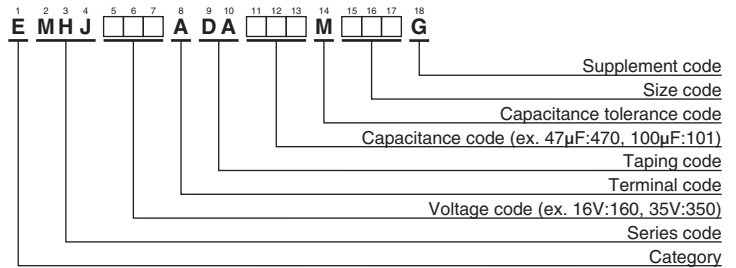 1 2 3 4 5 6 7 8 9 10 11 12 13 14 15 16 17 18
E M H J A D A M G
Supplement code
Size code
Capacitance tolerance code
Capacitance code (ex. 47µF:470, 100µF:101)
Taping code
Terminal code
Voltage code (ex. 16V:160, 35V:350)
Series code
Category